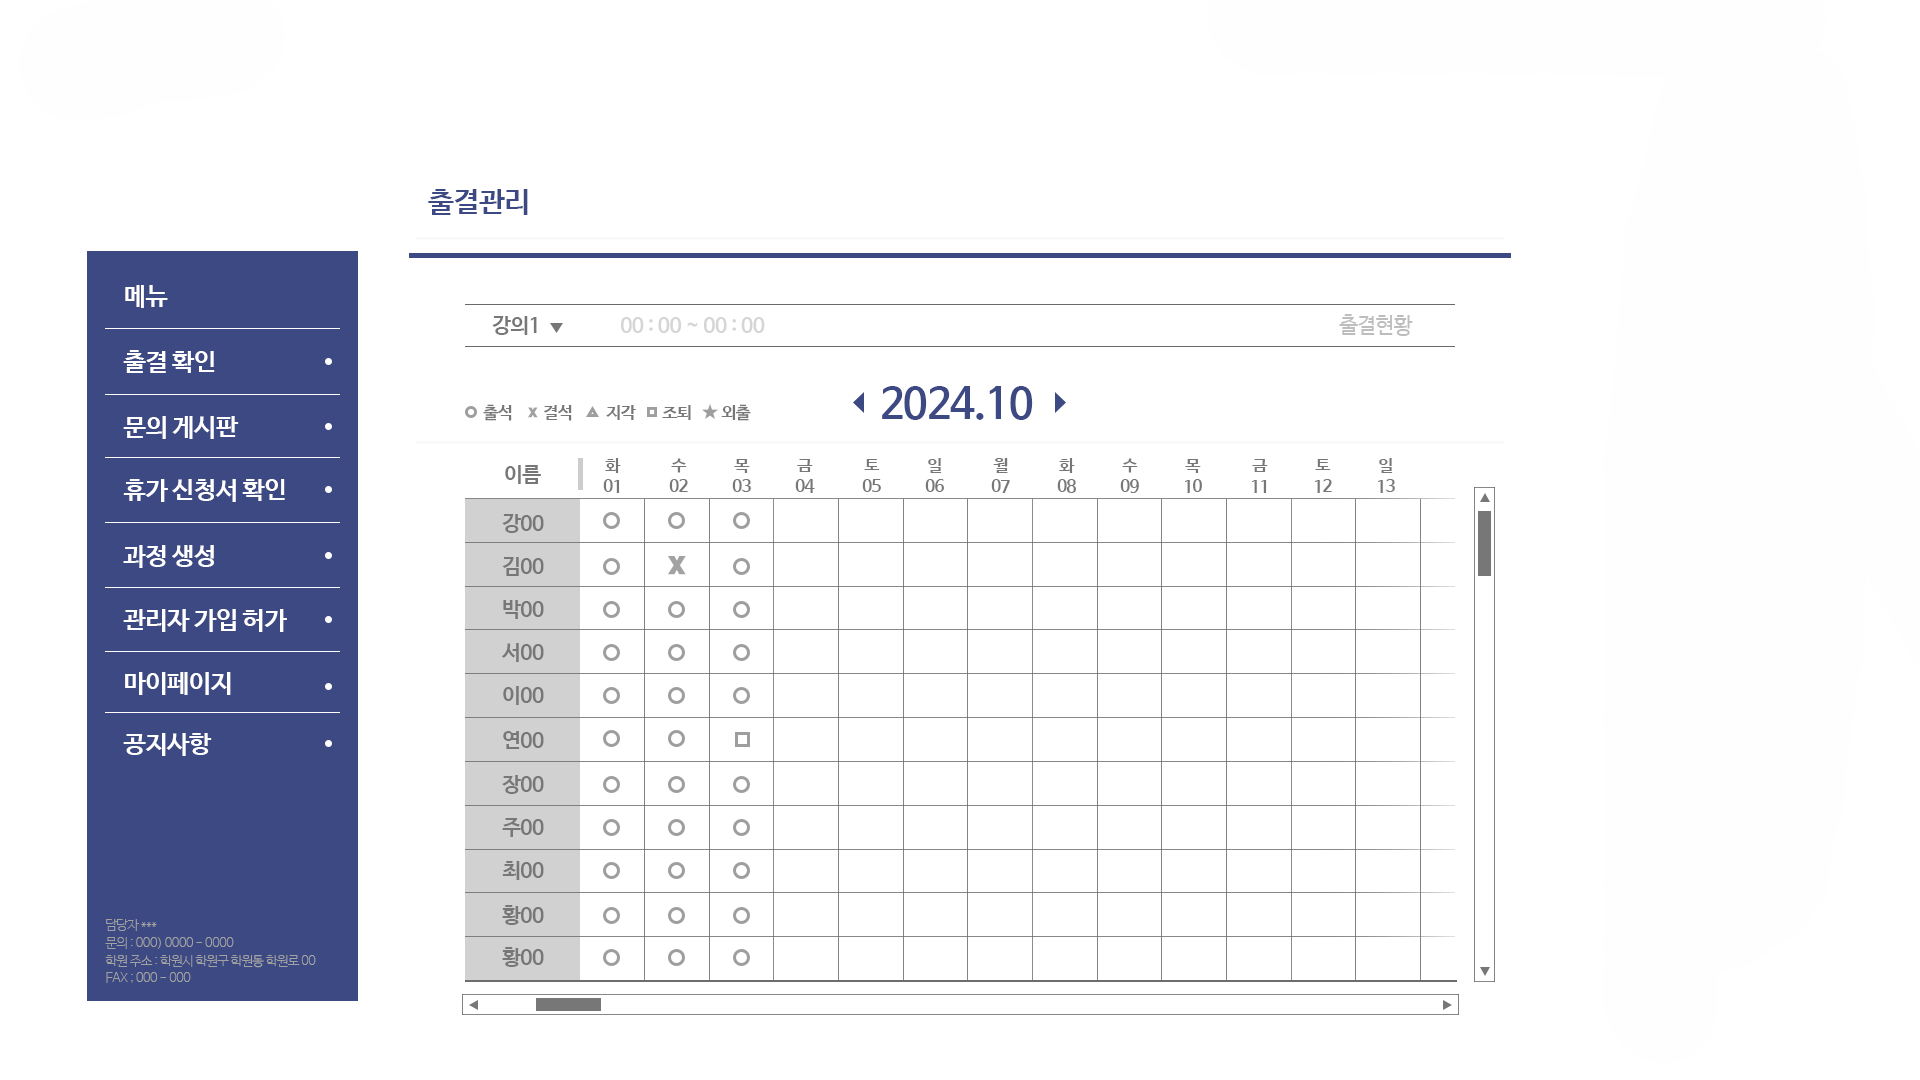 출결관리
메뉴
출결 확인
문의 게시판
휴가 신청서 확인
과정 생성
관리자 가입 허가
마이페이지
공지사항
담당자 ***
문의 : 000) 0000 - 0000
학원 주소 : 학원시 학원구 학원동 학원로 00
FAX ; 000 - 000
강의1 ▼ 00 : 00 ~ 00 : 00 출결현황
○ 출석 x 결석 ▲ 지각 □ 조퇴 ★ 외출
2024.10
이름 화 수 목 금 토 일 월 화 수 목 금 토 일
01 02 03 04 05 06 07 08 09 10 11 12 13
강00 ○ ○ ○
김00 ○ X ○
박00 ○ ○ ○
서00 ○ ○ ○
이00 ○ ○ ○
연00 ○ ○ □
장00 ○ ○ ○
주00 ○ ○ ○
최00 ○ ○ ○
황00 ○ ○ ○
황00 ○ ○ ○